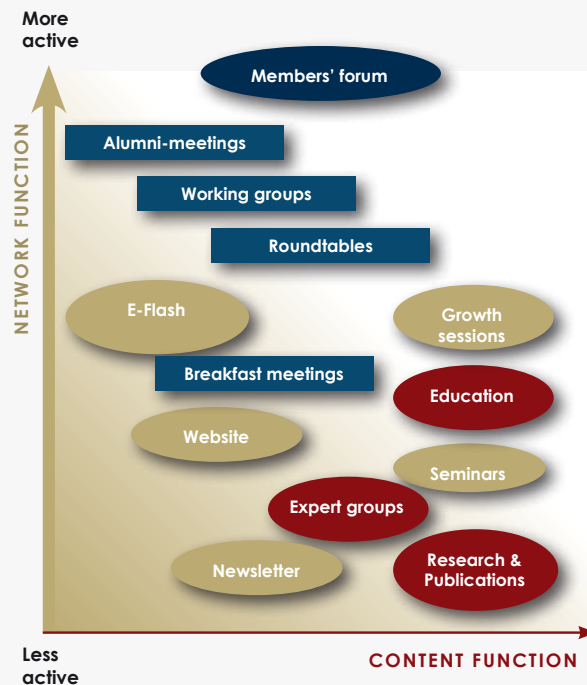 More
active
Members’ forum
NETWORK FUNCTION
Alumni-meetings
Working groups
Roundtables
E-Flash
Growth
sessions
Breakfast meetings
Education
Website
Seminars
Expert groups
Newsletter
Research &
Publications
Less
active
CONTENT FUNCTION